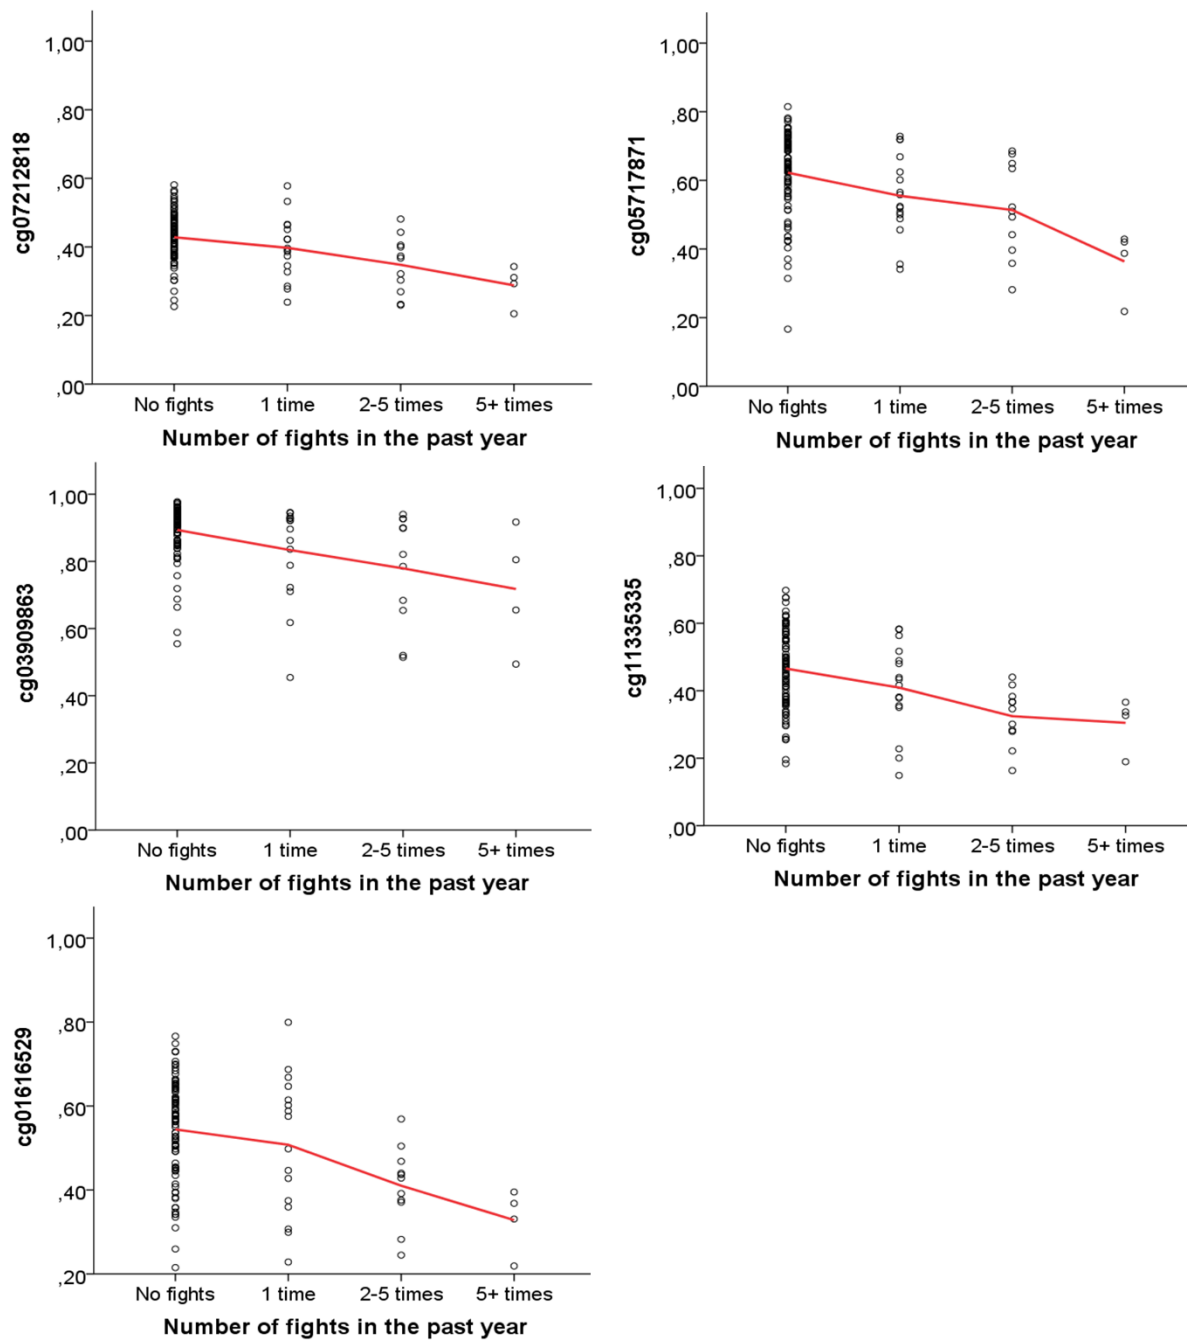 cg07212818
1,00
,80
,60
,40
,20
,00
No fights 1 time 2-5 times 5+ times
Number of fights in the past year
cg05717871
1,00
,80
,60
,40
,20
,00
No fights 1 time 2-5 times 5+ times
Number of fights in the past year
cg03909863
1,00
,80
,60
,40
,20
,00
No fights 1 time 2-5 times 5+ times
Number of fights in the past year
cg11335335
1,00
,80
,60
,40
,20
,00
No fights 1 time 2-5 times 5+ times
Number of fights in the past year
cg01616529
1,00
,80
,60
,40
,20
No fights 1 time 2-5 times 5+ times
Number of fights in the past year